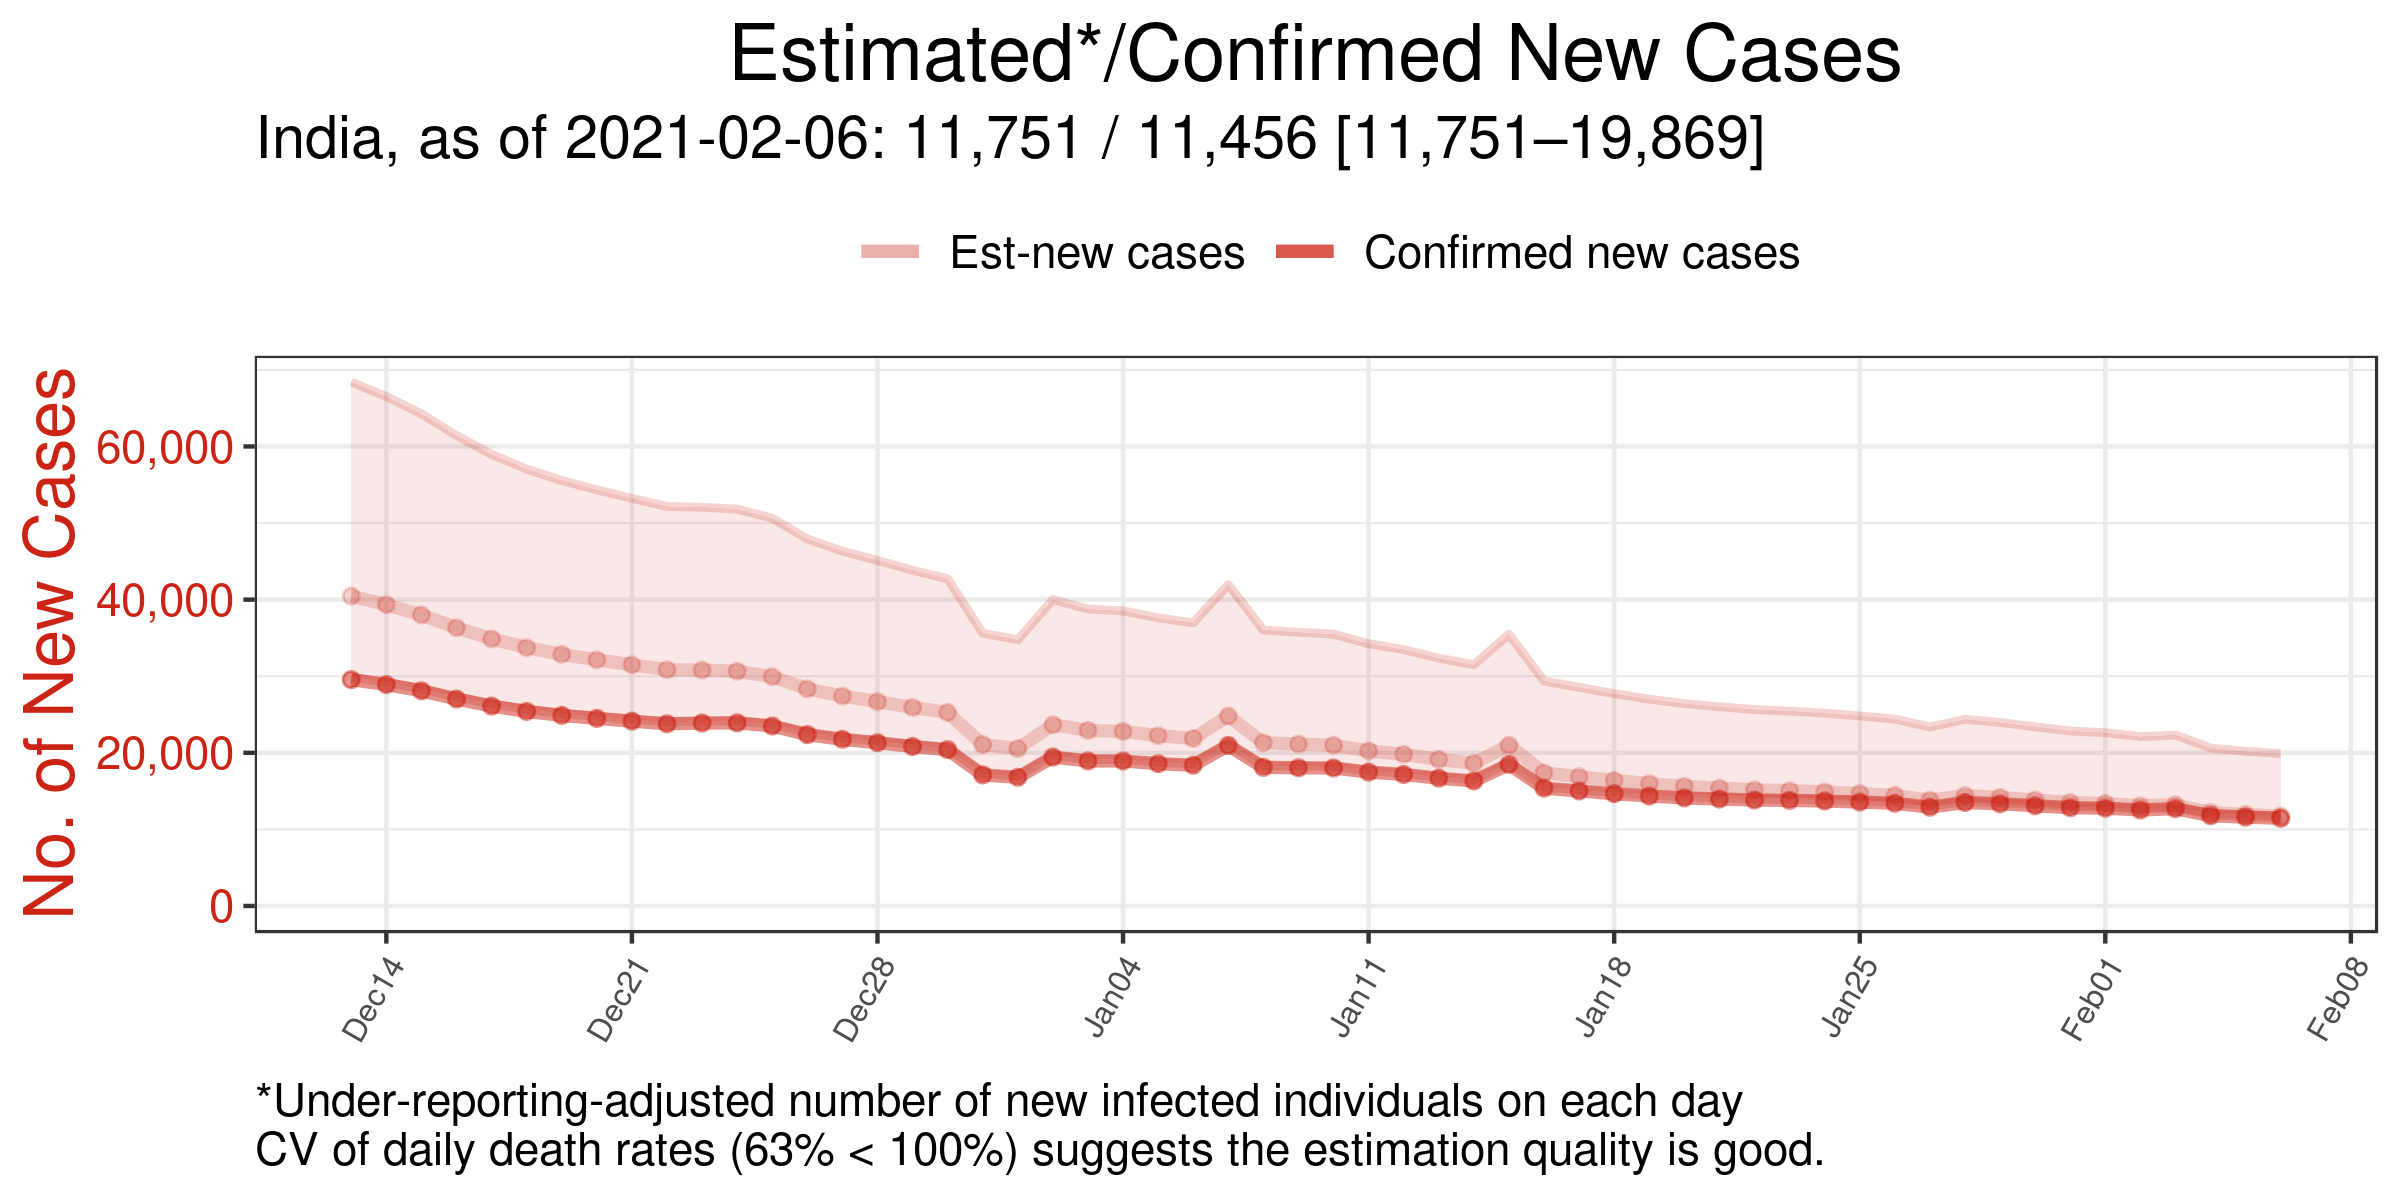 Estimated*/Confirmed New Cases
India, as of 2021-02-06: 11,751 / 11,456 [11,751–19,869]
Est-new cases
Confirmed new cases
No. of New Cases
60,000
40,000
20,000
0
Dec14
Dec21
Dec28
Jan04
Jan11
Jan18
Jan25
Feb01
Feb08
*Under-reporting-adjusted number of new infected individuals on each day
CV of daily death rates (63% < 100%) suggests the estimation quality is good.